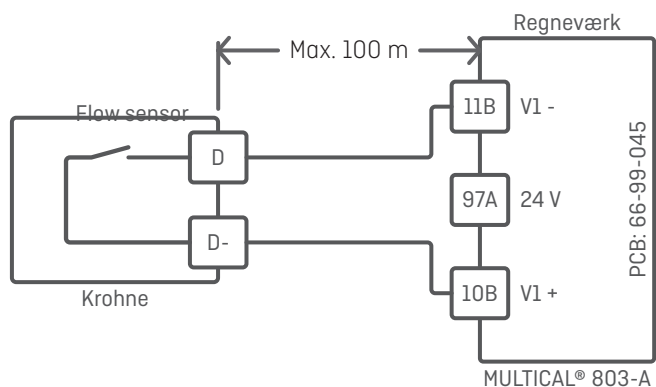 Regneværk
Max. 100 m
Flow sensor
11B V1 -
D
97A 24 V
PCB: 66-99-045
D-
10B V1 +
Krohne
MULTICAL® 803-A